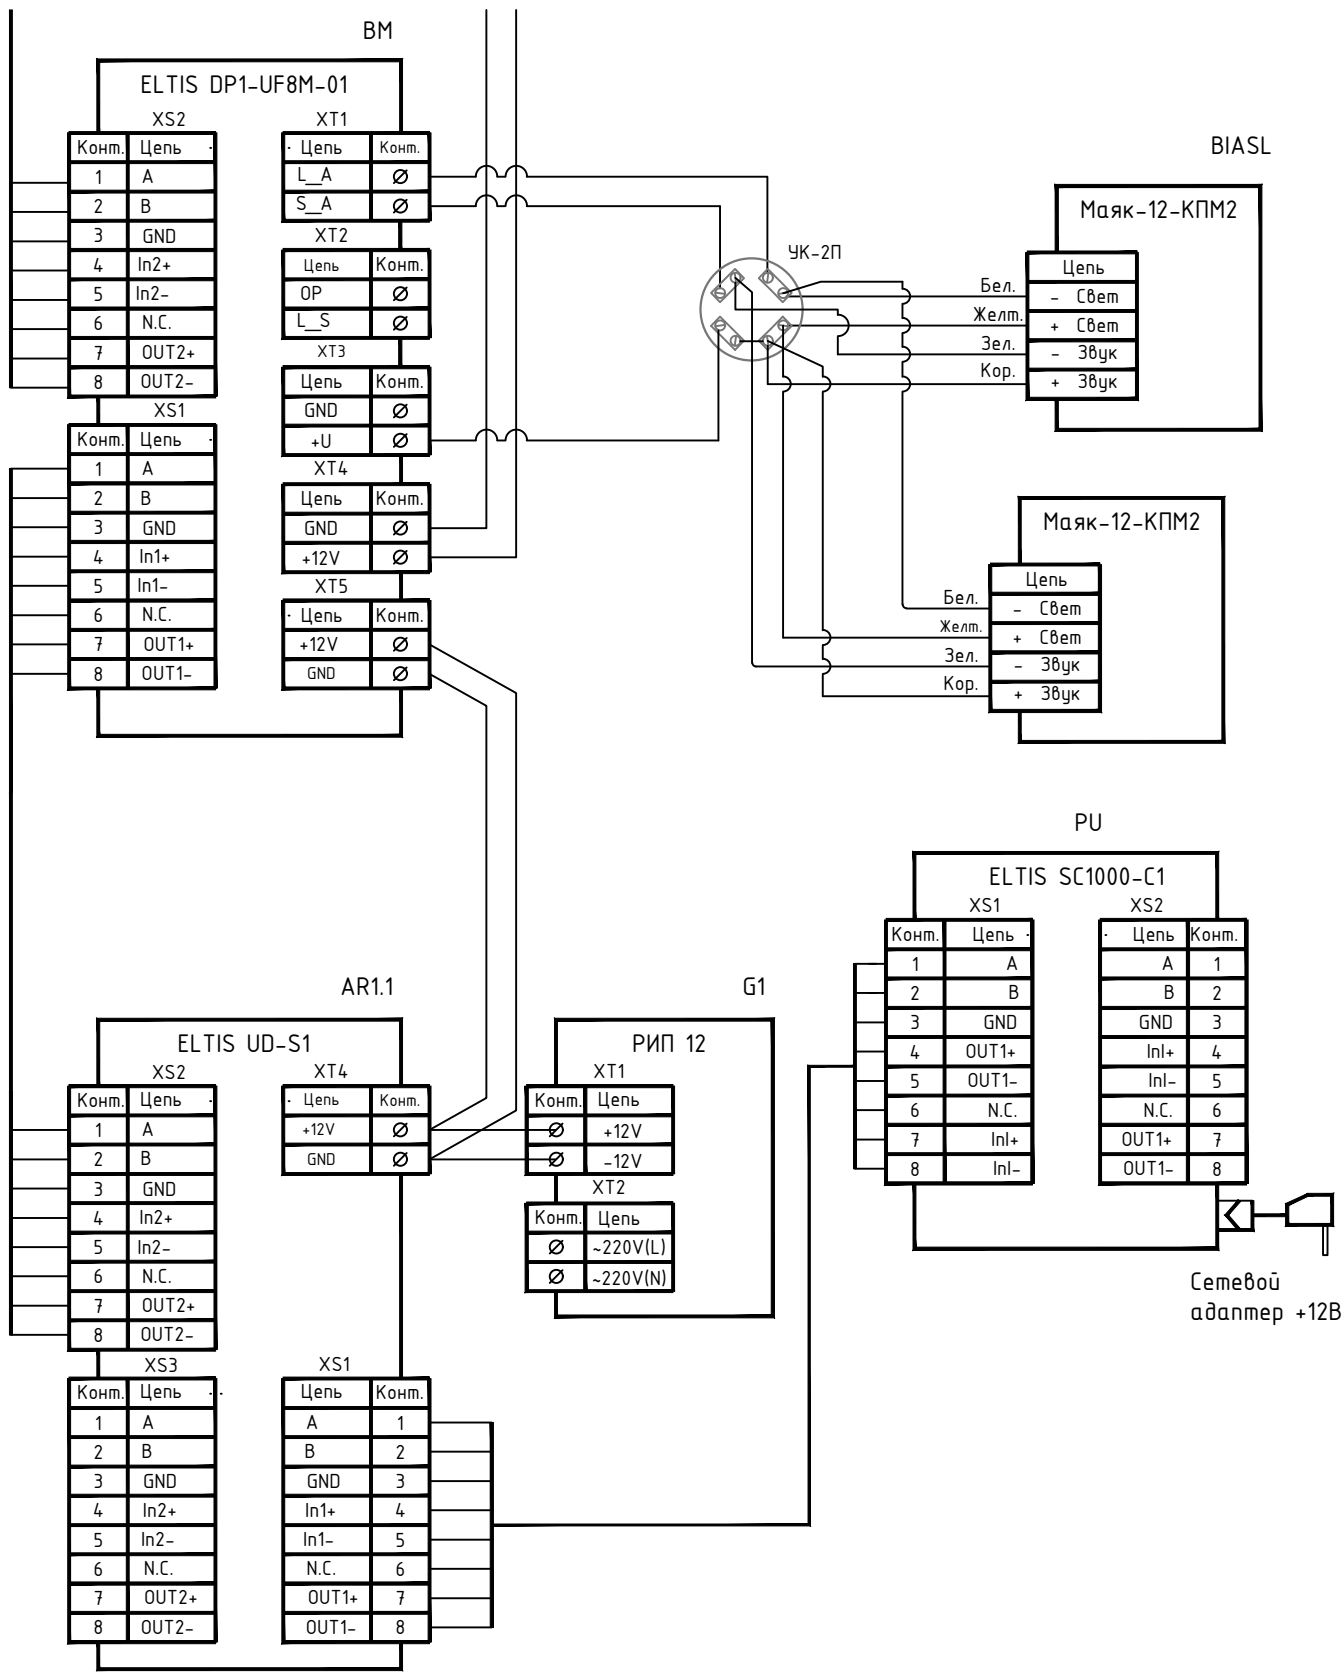 BM
ELTIS DP1-UF8M-01
XS2
Конт. Цепь
1 A
2 B
3 GND
4 In2+
5 In2-
6 N.C.
7 OUT2+
8 OUT2-
XS1
Конт. Цепь
1 A
2 B
3 GND
4 In1+
5 In1-
6 N.C.
7 OUT1+
8 OUT1-
XT1
Цепь Конт.
L_A
S_A
XT2
Цепь Конт.
OP
L_S
XT3
Цепь Конт.
GND
+U
XT4
Цепь Конт.
GND
+12V
XT5
Цепь Конт.
+12V
GND
УК-2П
BIASL
Маяк-12-КПМ2
Цепь
Бел. - Свет
Желт. + Свет
Зел. - Звук
Кор. + Звук
Маяк-12-КПМ2
Цепь
Бел. - Свет
Желт. + Свет
Зел. - Звук
Кор. + Звук
PU
ELTIS SC1000-C1
XS1
Конт. Цепь
1 A
2 B
3 GND
4 OUT1+
5 OUT1-
6 N.C.
7 InI+
8 InI-
XS2
Цепь Конт.
A 1
B 2
GND 3
InI+ 4
InI- 5
N.C. 6
OUT1+ 7
OUT1- 8
Сетевой
адаптер +12В
AR1.1
ELTIS UD-S1
XS2
Конт. Цепь
1 A
2 B
3 GND
4 In2+
5 In2-
6 N.C.
7 OUT2+
8 OUT2-
XT4
Цепь Конт.
+12V
GND
XS3
Конт. Цепь
1 A
2 B
3 GND
4 In2+
5 In2-
6 N.C.
7 OUT2+
8 OUT2-
XS1
Цепь Конт.
A 1
B 2
GND 3
In1+ 4
In1- 5
N.C. 6
OUT1+ 7
OUT1- 8
G1
РИП 12
XT1
Конт. Цепь
+12V
-12V
XT2
Конт. Цепь
~220V(L)
~220V(N)